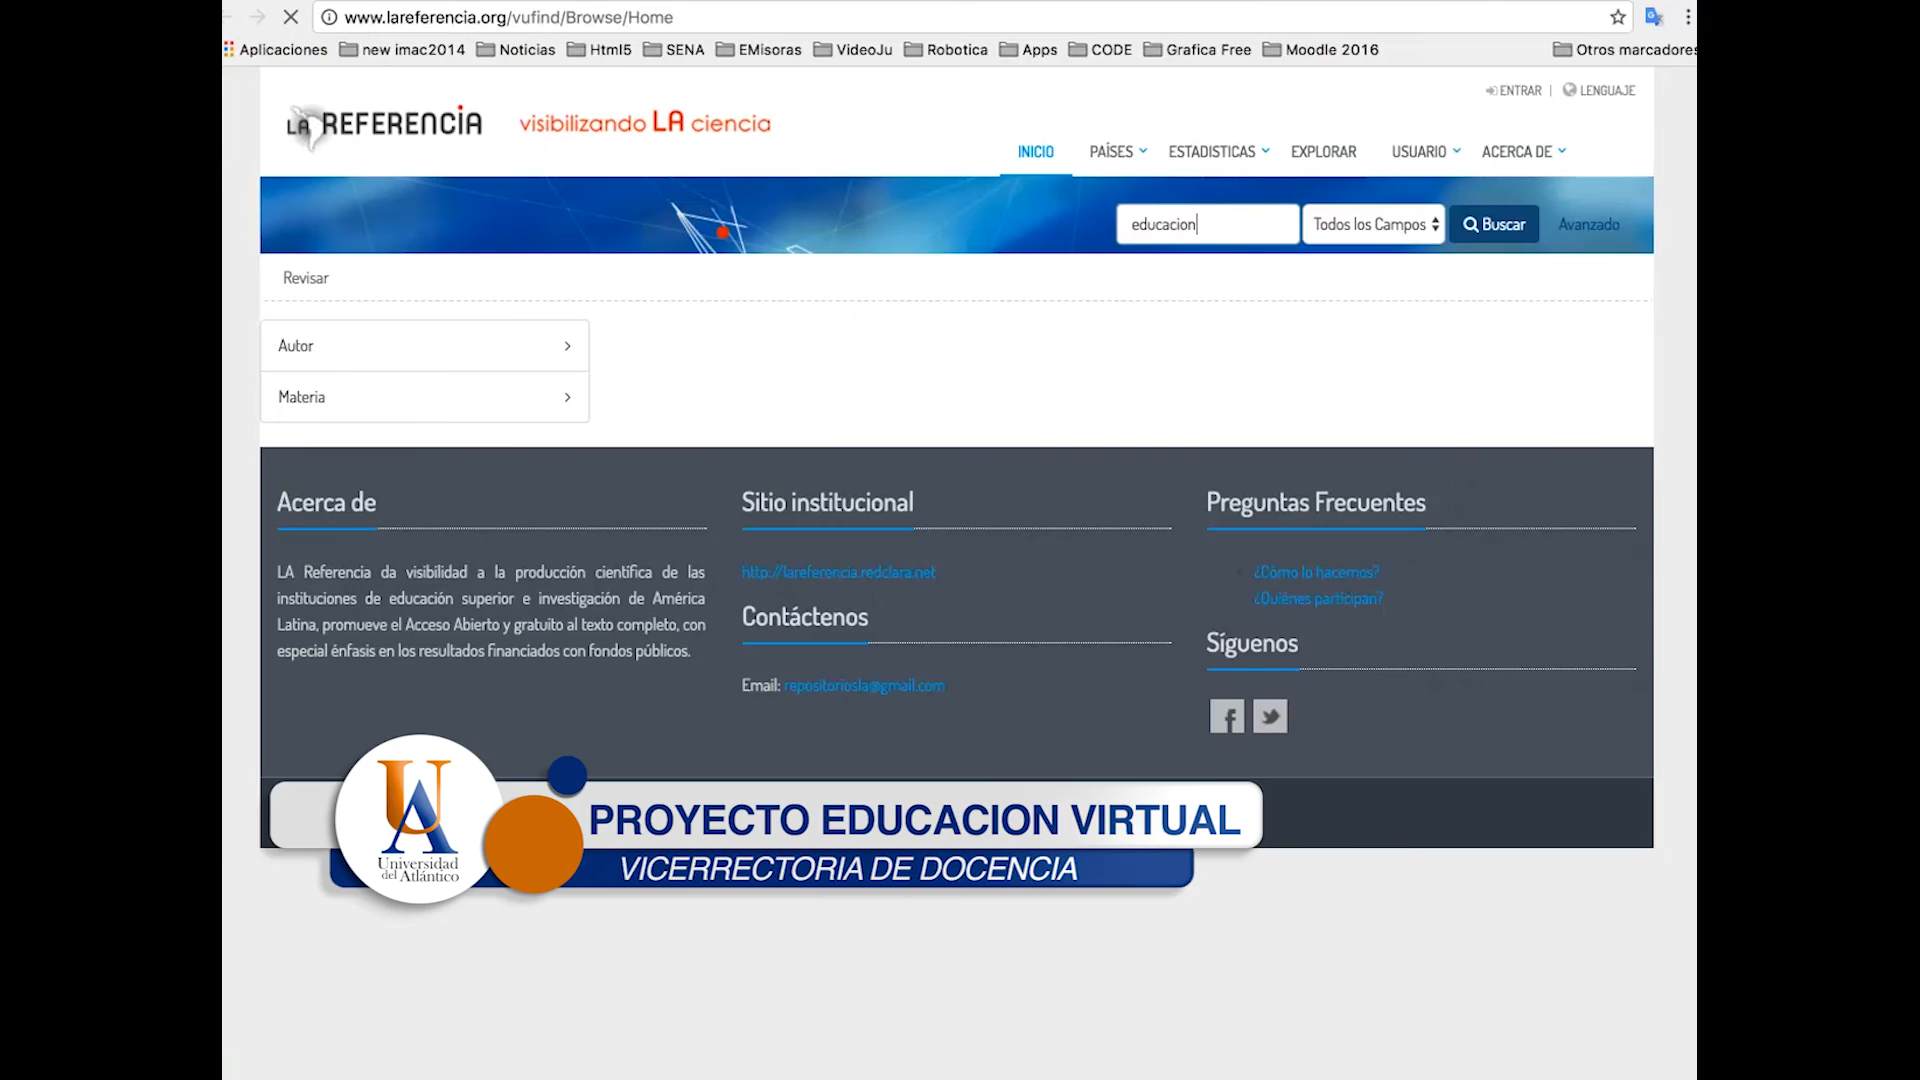 www.lareferencia.org/vufind/Browse/Home
Aplicaciones new imac2014 Noticias Html5 SENA EMisoras VideoJu Robotica Apps CODE Grafica Free Moodle 2016 Otros marcadores
ENTRAR | LENGUAJE
LA REFERENCIA visibilizando LA ciencia
INICIO PAÍSES ESTADISTICAS EXPLORAR USUARIO ACERCA DE
educacion Todos los Campos Buscar Avanzado
Revisar
Autor
Materia
Acerca de
LA Referencia da visibilidad a la producción científica de las
instituciones de educación superior e investigación de América
Latina, promueve el Acceso Abierto y gratuito al texto completo, con
especial énfasis en los resultados financiados con fondos públicos.
Sitio institucional
http://lareferencia.redclara.net
Contáctenos
Email: repositoriosla@gmail.com
Preguntas Frecuentes
¿Cómo lo hacemos?
¿Quiénes participan?
Síguenos
UA
Universidad
del Atlántico
PROYECTO EDUCACION VIRTUAL
VICERRECTORIA DE DOCENCIA